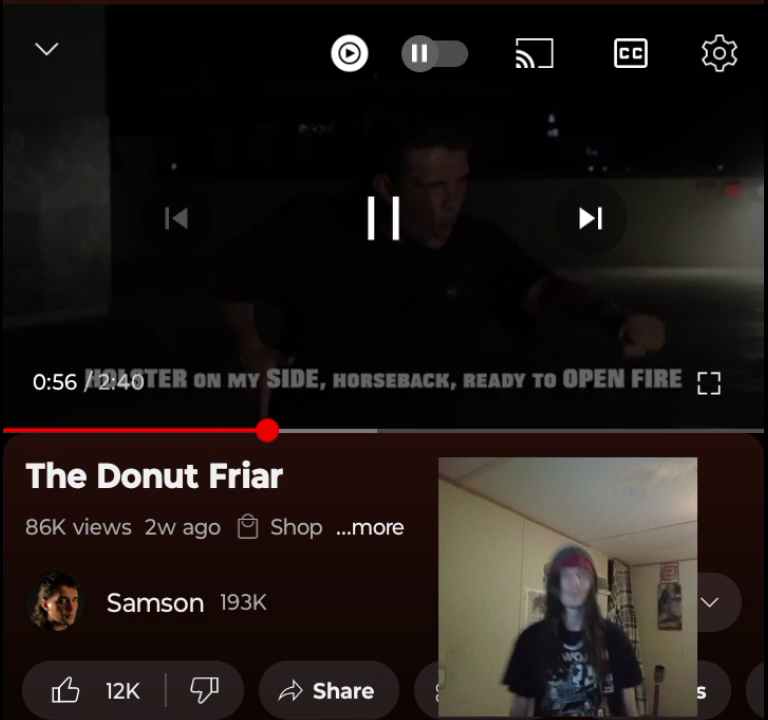 CC
0:56 / 2:40
HOLSTER ON MY SIDE, HORSEBACK, READY TO OPEN FIRE
The Donut Friar
86K views 2w ago Shop ...more
Samson 193K
12K Share s